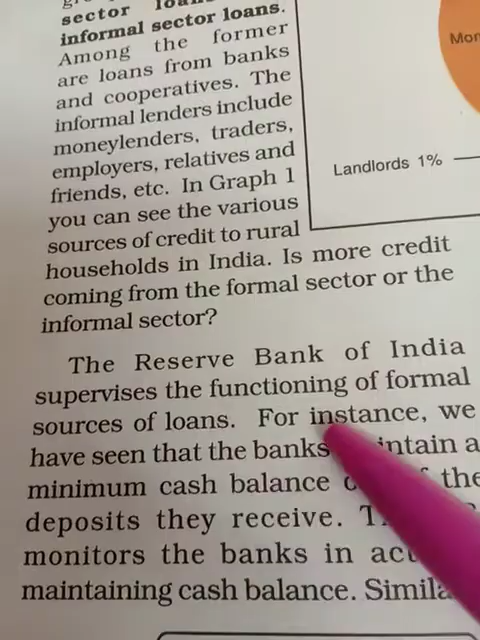 sector
informal sector loans.
Among the former
are loans from banks
and cooperatives. The
informal lenders include
moneylenders, traders,
employers, relatives and
friends, etc. In Graph 1
you can see the various
sources of credit to rural
households in India. Is more credit
coming from the formal sector or the
informal sector?
The Reserve Bank of India
supervises the functioning of formal
sources of loans. For instance, we
have seen that the banks
minimum cash balance
deposits they receive.
monitors the banks in
maintaining cash balance.
Landlords 1%